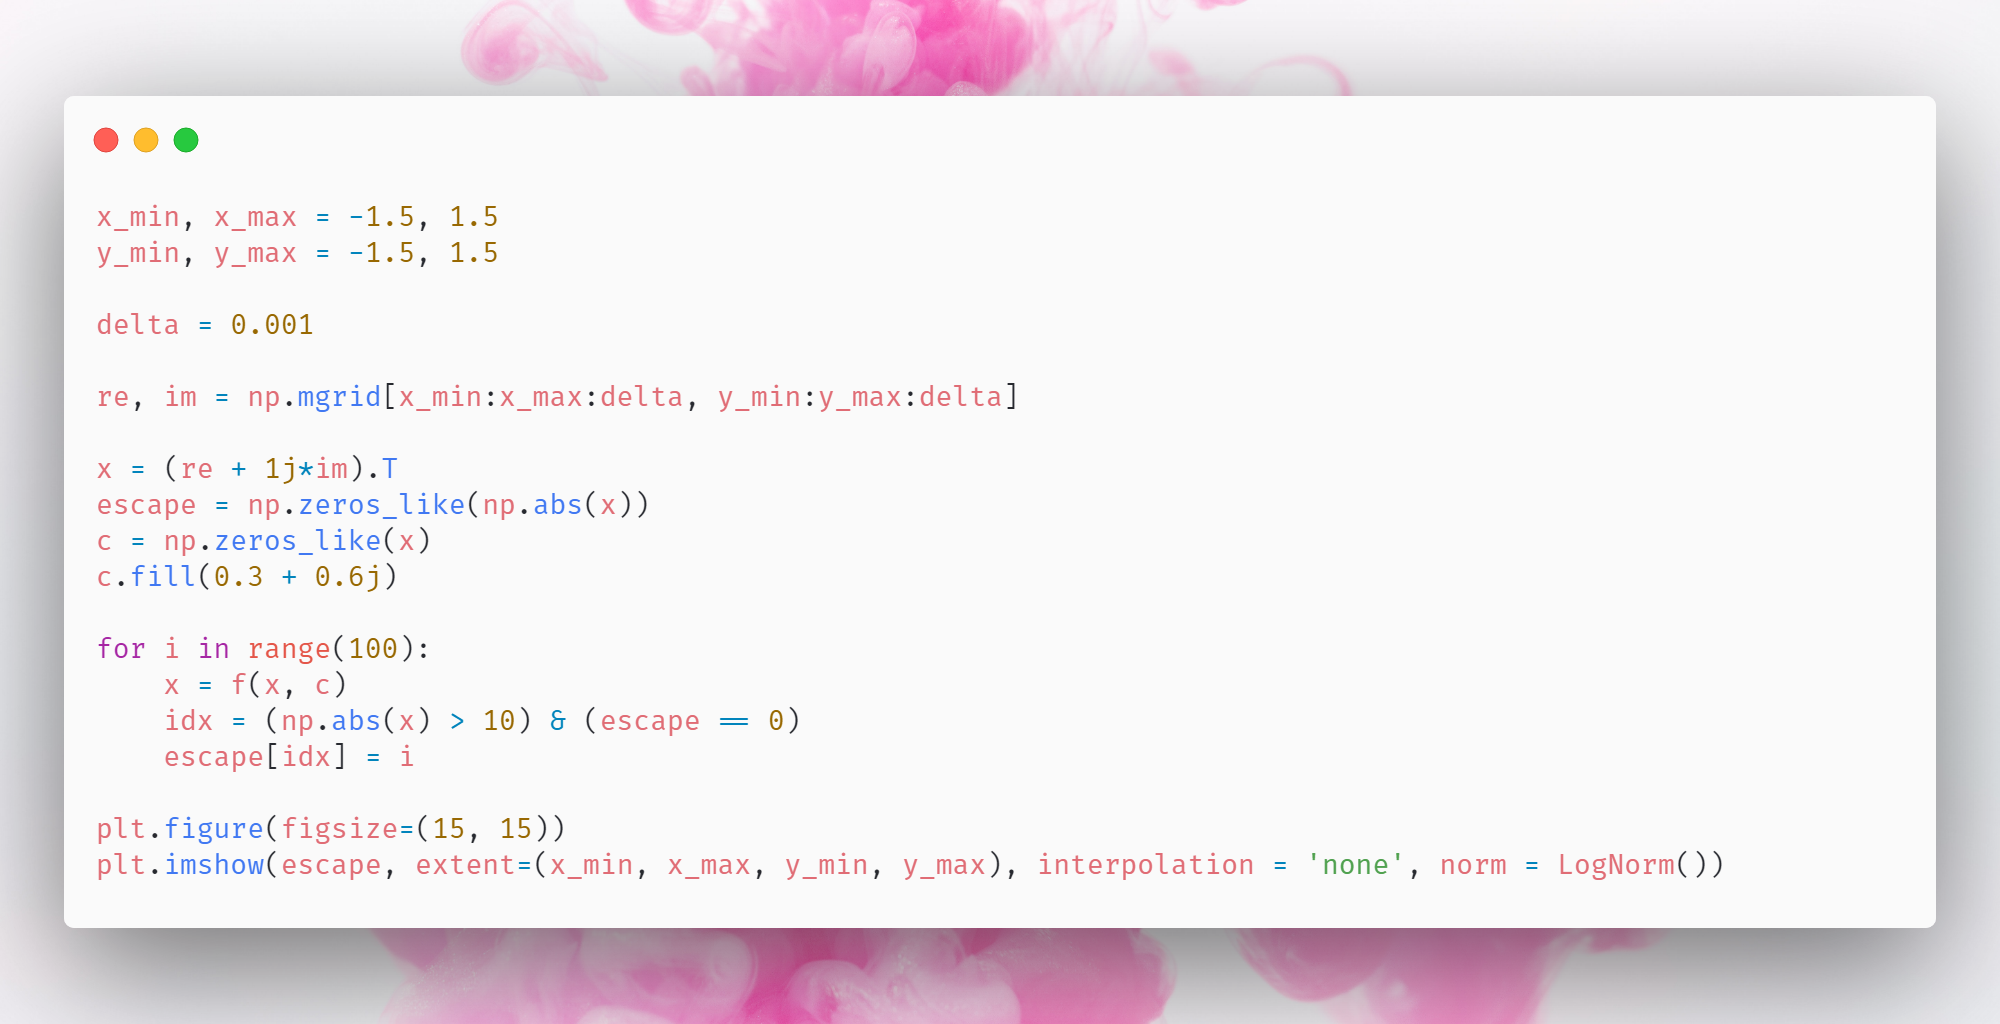 x_min, x_max = -1.5, 1.5
y_min, y_max = -1.5, 1.5
delta = 0.001
re, im = np.mgrid[x_min:x_max:delta, y_min:y_max:delta]
x = (re + 1j*im).T
escape = np.zeros_like(np.abs(x))
c = np.zeros_like(x)
c.fill(0.3 + 0.6j)
for i in range(100):
    x = f(x, c)
    idx = (np.abs(x) > 10) & (escape == 0)
    escape[idx] = i
plt.figure(figsize=(15, 15))
plt.imshow(escape, extent=(x_min, x_max, y_min, y_max), interpolation = 'none', norm = LogNorm())